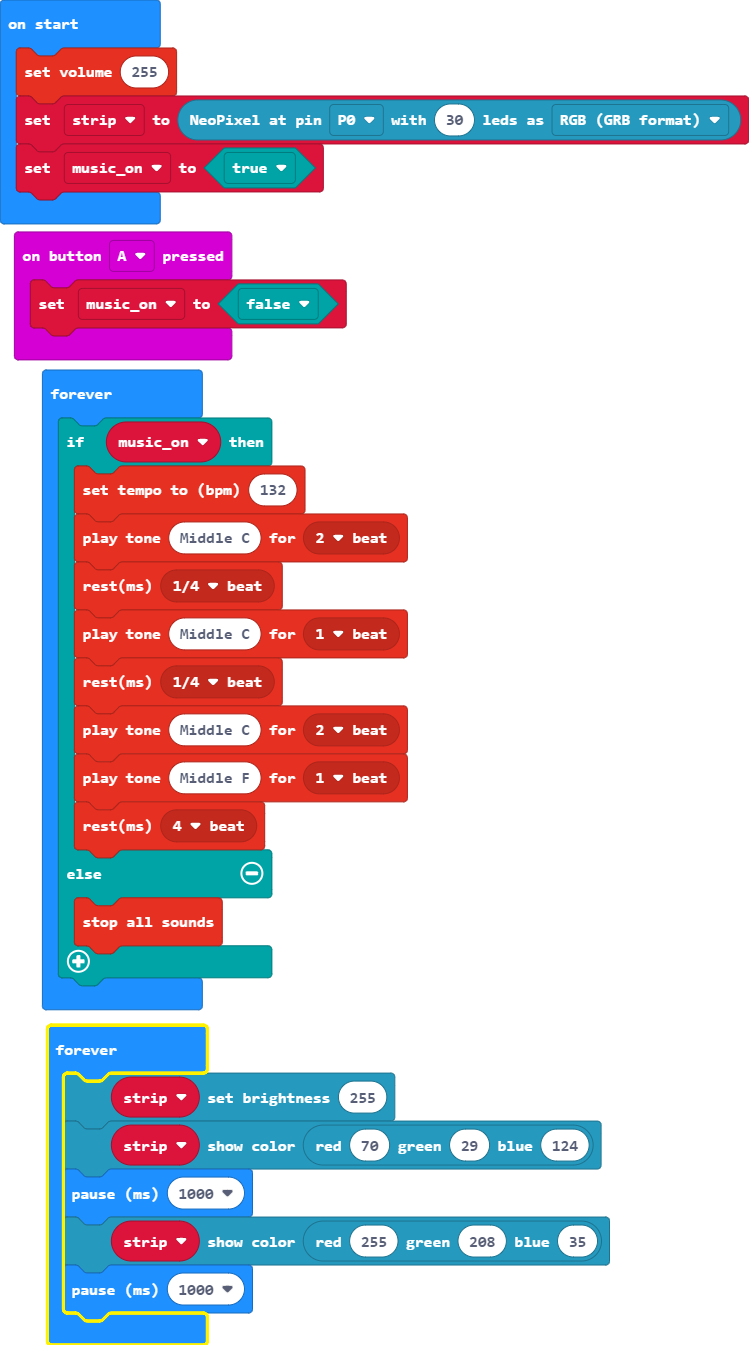 on start
set volume 255
set strip to NeoPixel at pin P0 with 30 leds as RGB (GRB format)
set music_on to true
on button A pressed
set music_on to false
forever
if music_on then
set tempo to (bpm) 132
play tone Middle C for 2 beat
rest(ms) 1/4 beat
play tone Middle C for 1 beat
rest(ms) 1/4 beat
play tone Middle C for 2 beat
play tone Middle F for 1 beat
rest(ms) 4 beat
else
stop all sounds
forever
strip set brightness 255
strip show color red 70 green 29 blue 124
pause (ms) 1000
strip show color red 255 green 208 blue 35
pause (ms) 1000